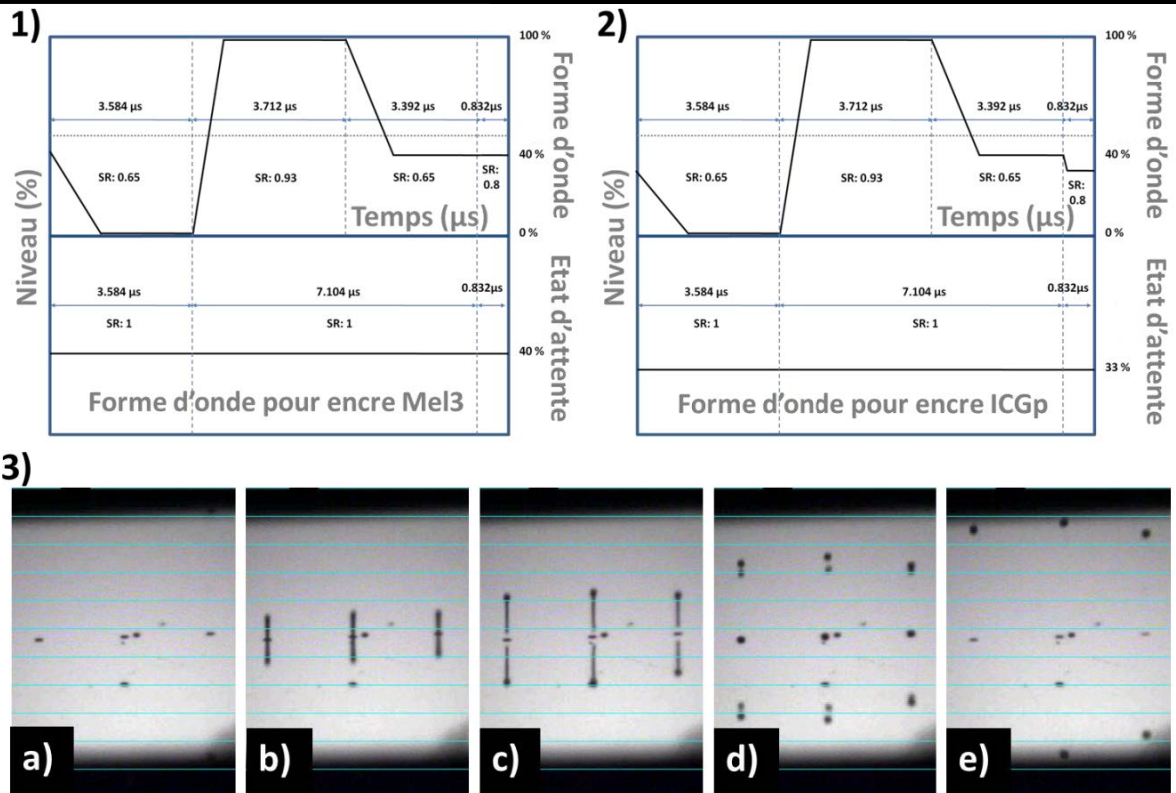 1)
100 %
3.584 µs
3.712 µs
3.392 µs
0.832µs
40 %
SR: 0.65
SR: 0.93
SR: 0.65
SR: 0.8
Temps (µs)
0 %
Forme d'onde
Niveau (%)
3.584 µs
7.104 µs
0.832µs
SR: 1
SR: 1
40 %
Etat d'attente
Forme d'onde pour encre Mel3
2)
100 %
3.584 µs
3.712 µs
3.392 µs
0.832µs
40 %
SR: 0.65
SR: 0.93
SR: 0.65
SR: 0.8
Temps (µs)
0 %
Forme d'onde
Niveau (%)
3.584 µs
7.104 µs
0.832µs
SR: 1
SR: 1
33 %
Etat d'attente
Forme d'onde pour encre ICGp
3)
a)
b)
c)
d)
e)